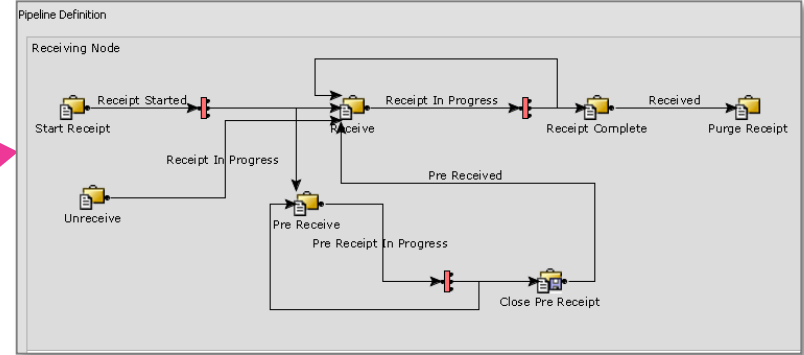 Pipeline Definition
Receiving Node
Receipt Started
Receipt In Progress
Received
Start Receipt
Receive
Receipt Complete
Purge Receipt
Receipt In Progress
Pre Received
Unreceive
Pre Receive
Pre Receipt In Progress
Close Pre Receipt